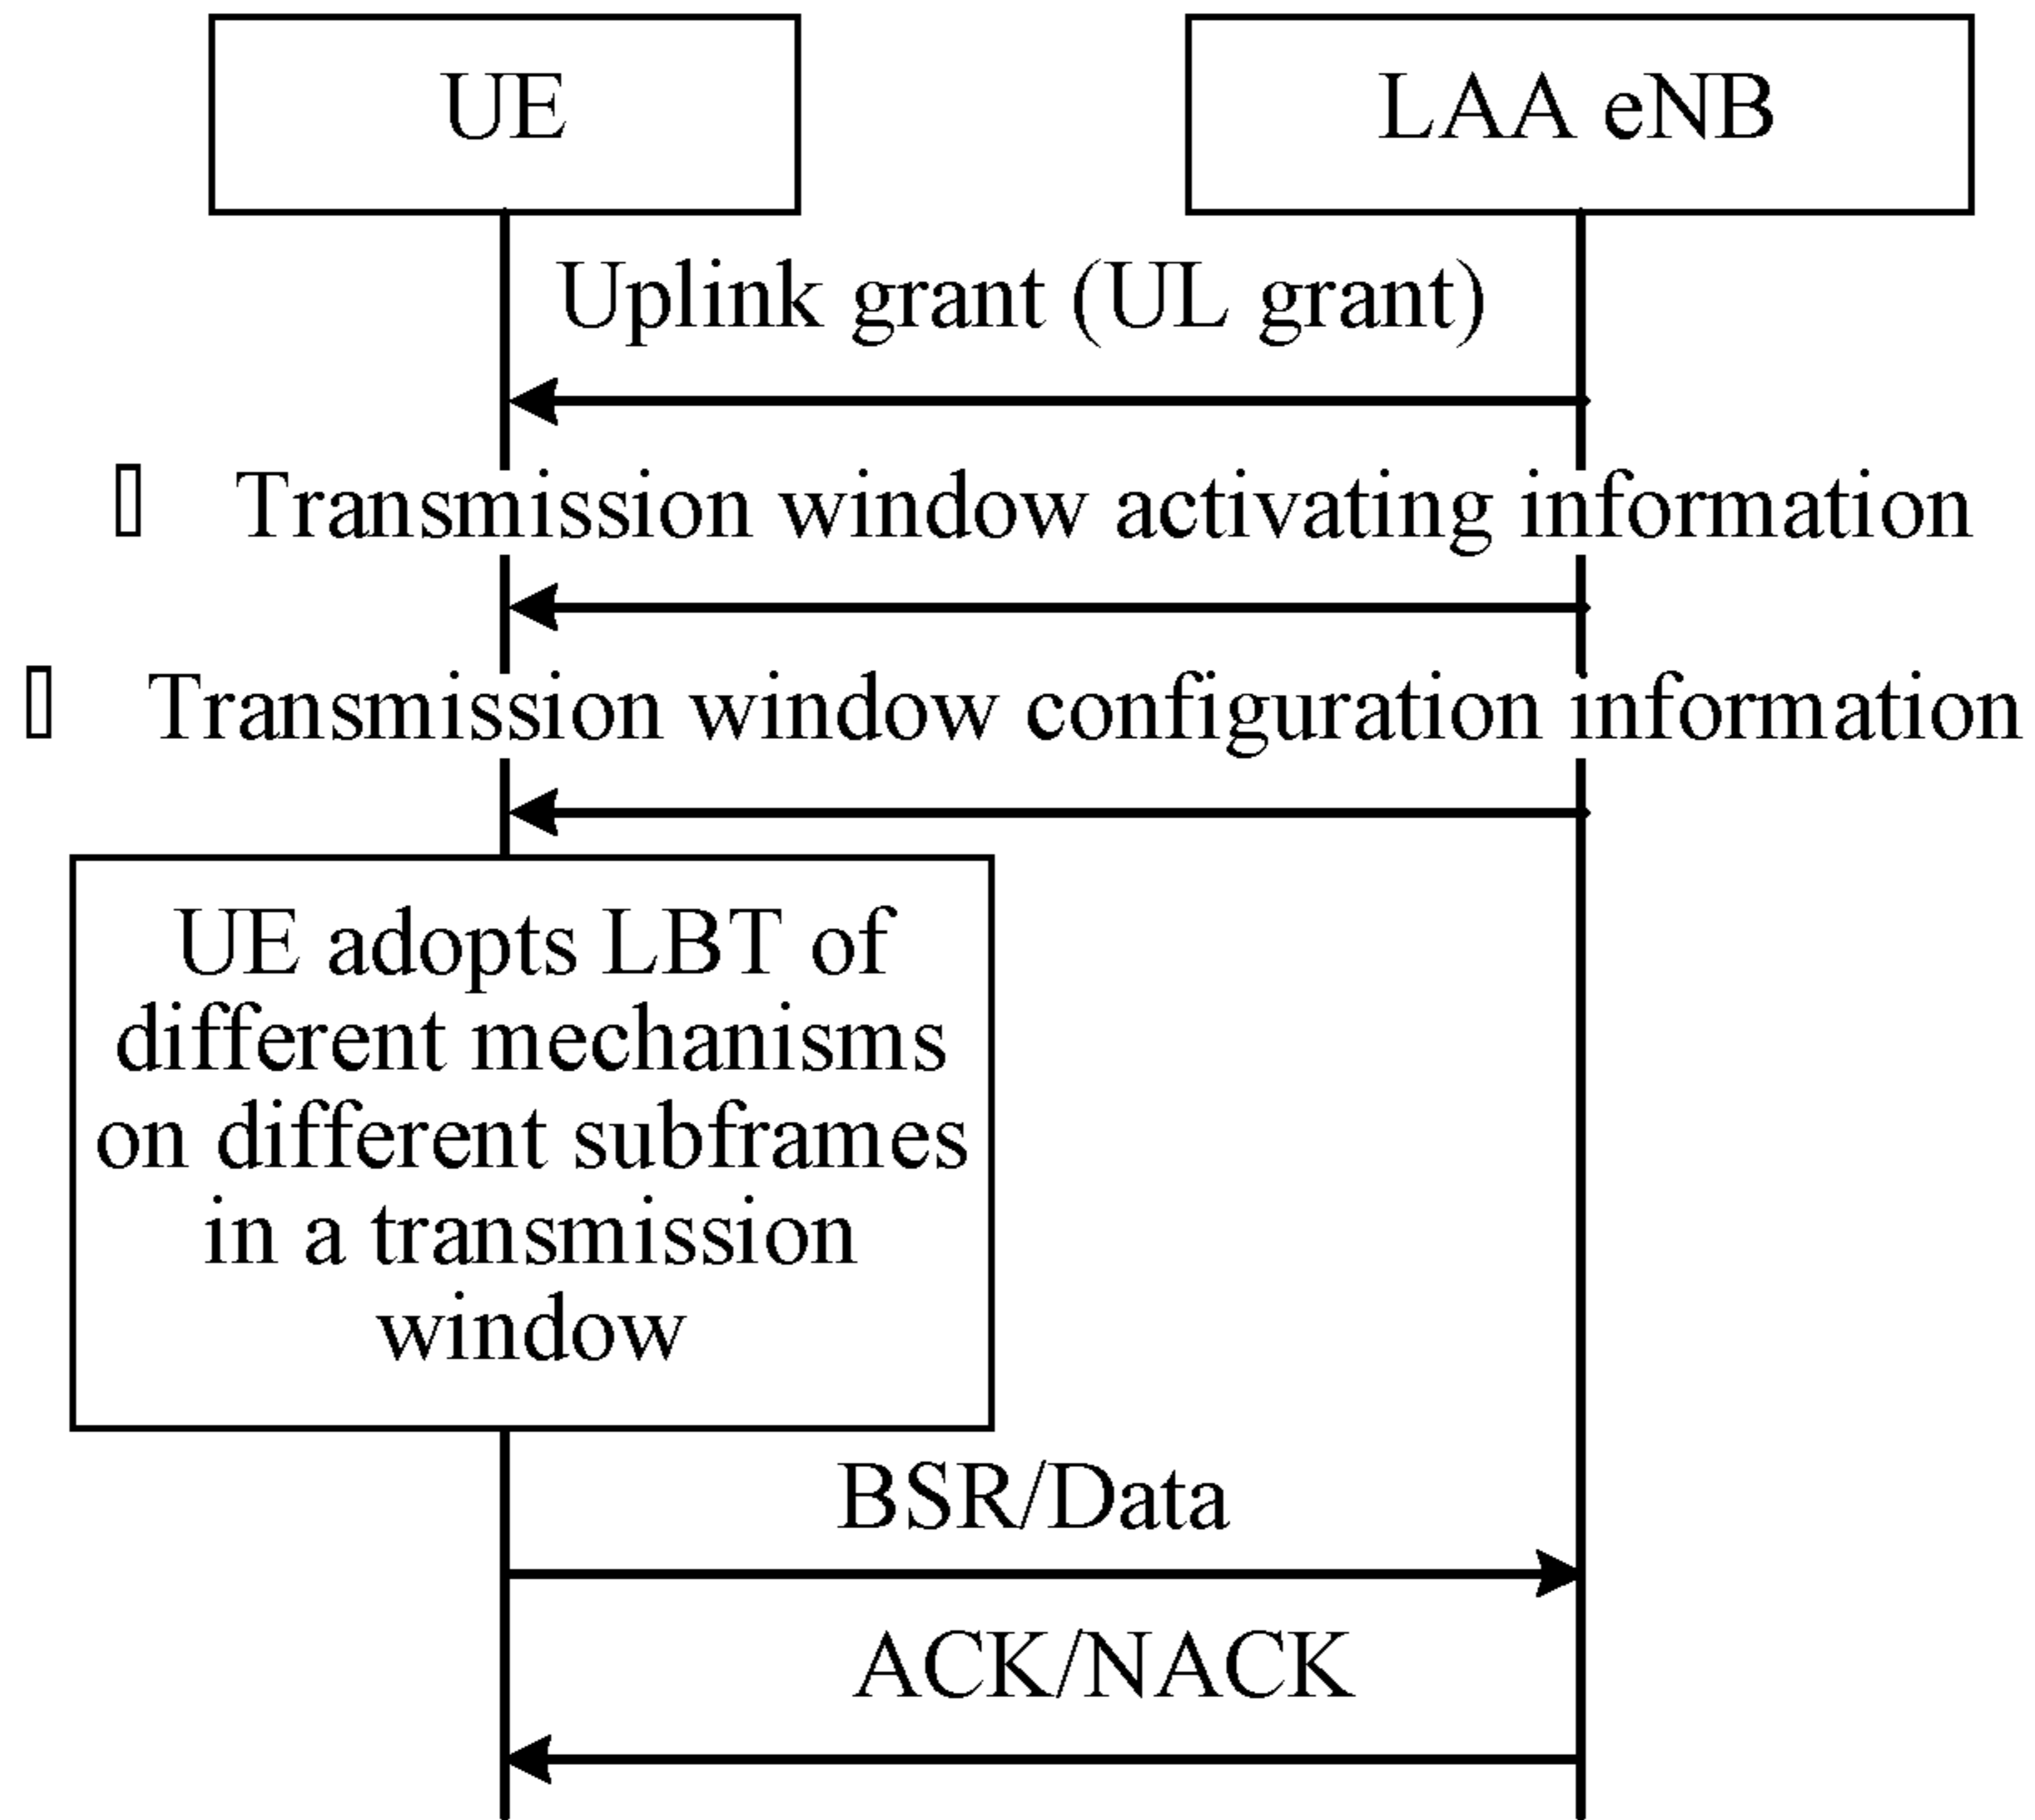 UE
LAA eNB
Uplink grant (UL grant)
Transmission window activating information
Transmission window configuration information
UE adopts LBT of
different mechanisms
on different subframes
in a transmission
window
BSR/Data
ACK/NACK